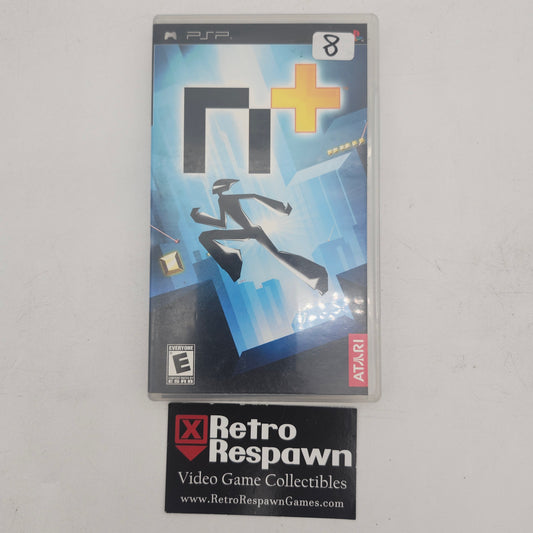 PSP
8
n+
EVERYONE
E
ESRB
ATARI
Retro
Respawn
Video Game Collectibles
www.RetroRespawnGames.com